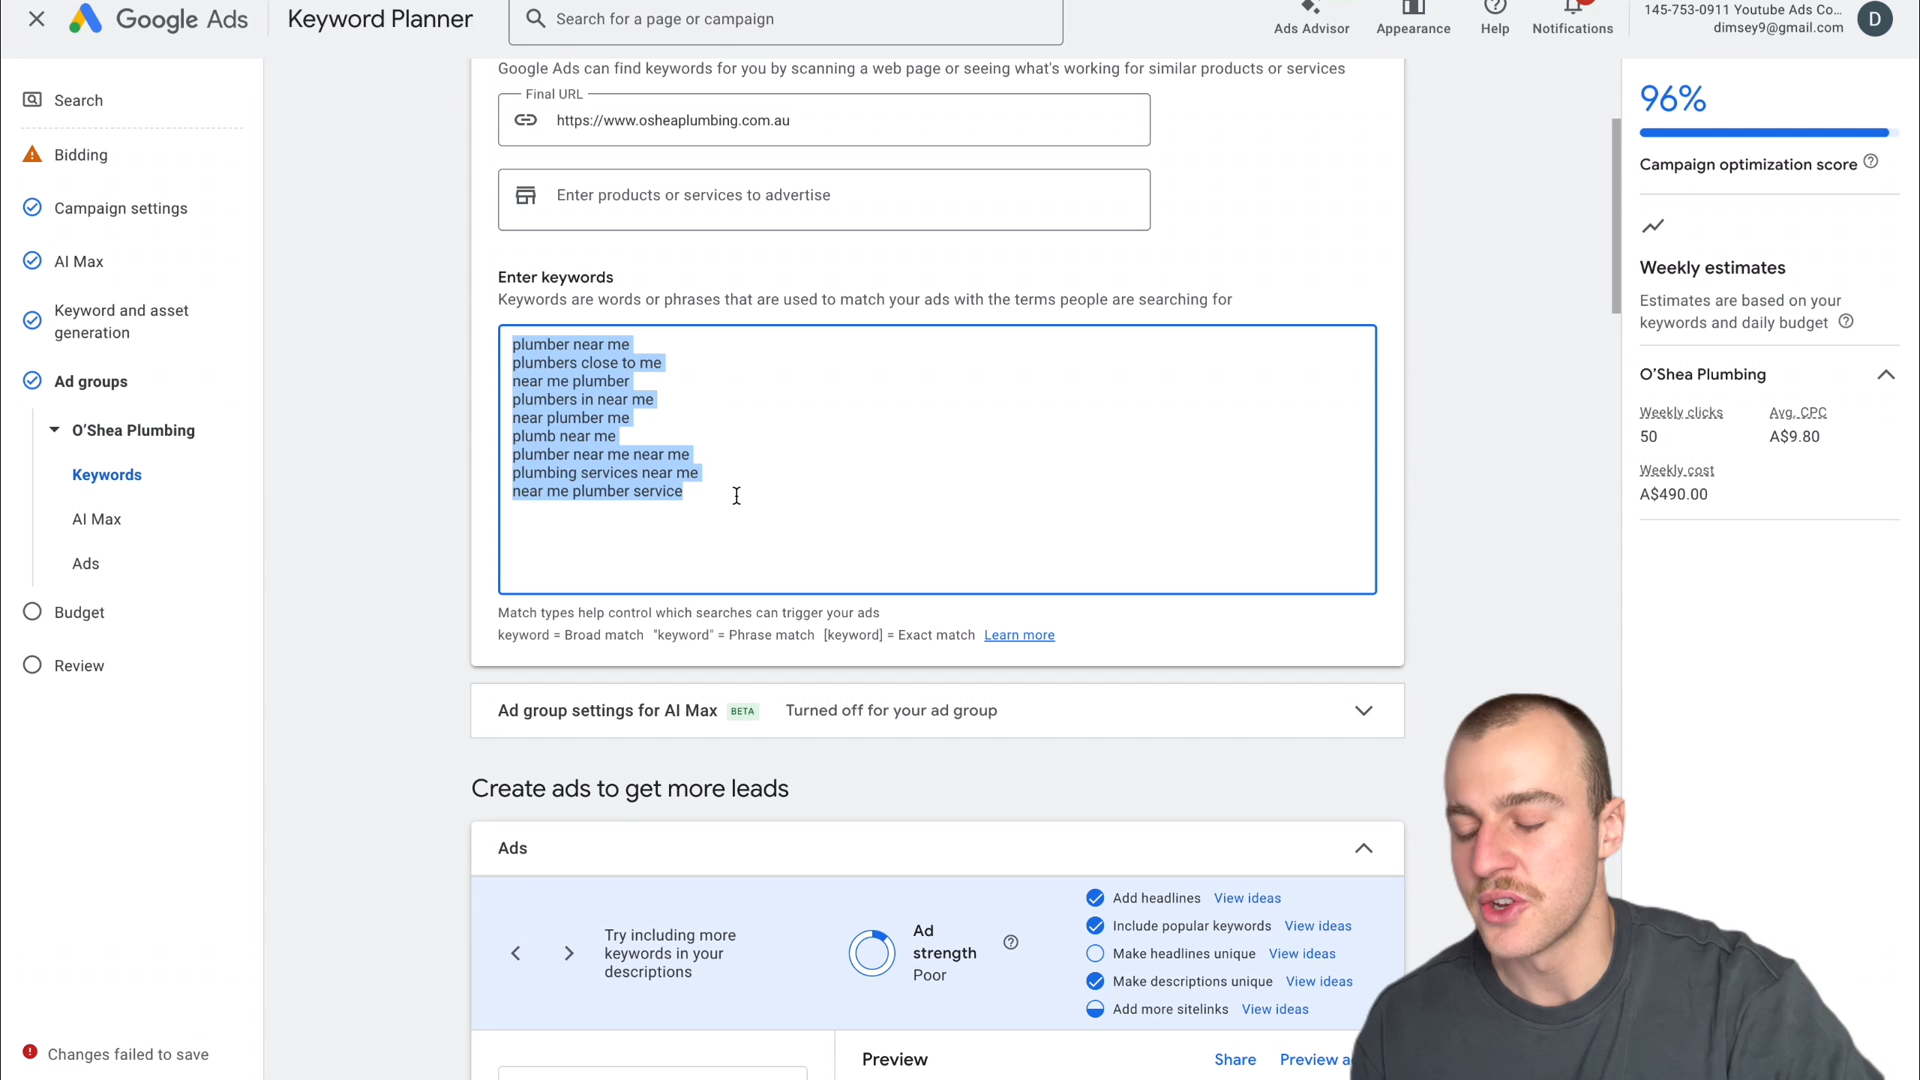 Google Ads
Keyword Planner
Search for a page or campaign
Ads Advisor
Appearance
Help
Notifications
145-753-0911 Youtube Ads Co...
dimsey9@gmail.com
D
Search
Bidding
Campaign settings
AI Max
Keyword and asset
generation
Ad groups
O'Shea Plumbing
Keywords
AI Max
Ads
Budget
Review
Changes failed to save
Google Ads can find keywords for you by scanning a web page or seeing what's working for similar products or services
Final URL
https://www.osheaplumbing.com.au
Enter products or services to advertise
Enter keywords
Keywords are words or phrases that are used to match your ads with the terms people are searching for
plumber near me
plumbers close to me
near me plumber
plumbers in near me
near plumber me
plumb near me
plumber near me near me
plumbing services near me
near me plumber service
Match types help control which searches can trigger your ads
keyword = Broad match "keyword" = Phrase match [keyword] = Exact match Learn more
Ad group settings for AI Max BETA Turned off for your ad group
Create ads to get more leads
Ads
Try including more
keywords in your
descriptions
Ad
strength
Poor
Add headlines View ideas
Include popular keywords View ideas
Make headlines unique View ideas
Make descriptions unique View ideas
Add more sitelinks View ideas
Preview
Share
Preview a
96%
Campaign optimization score
Weekly estimates
Estimates are based on your
keywords and daily budget
O'Shea Plumbing
Weekly clicks
50
Avg. CPC
A$9.80
Weekly cost
A$490.00